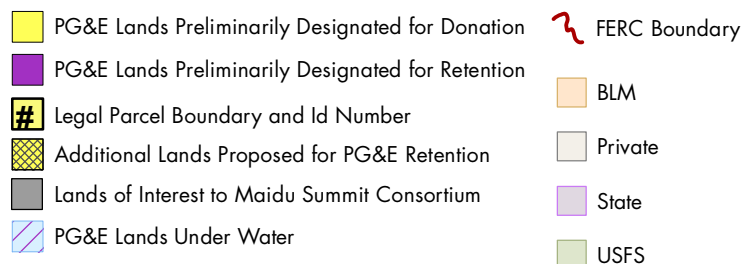 PG&E Lands Preliminarily Designated for Donation
PG&E Lands Preliminarily Designated for Retention
# Legal Parcel Boundary and Id Number
Additional Lands Proposed for PG&E Retention
Lands of Interest to Maidu Summit Consortium
PG&E Lands Under Water
FERC Boundary
BLM
Private
State
USFS